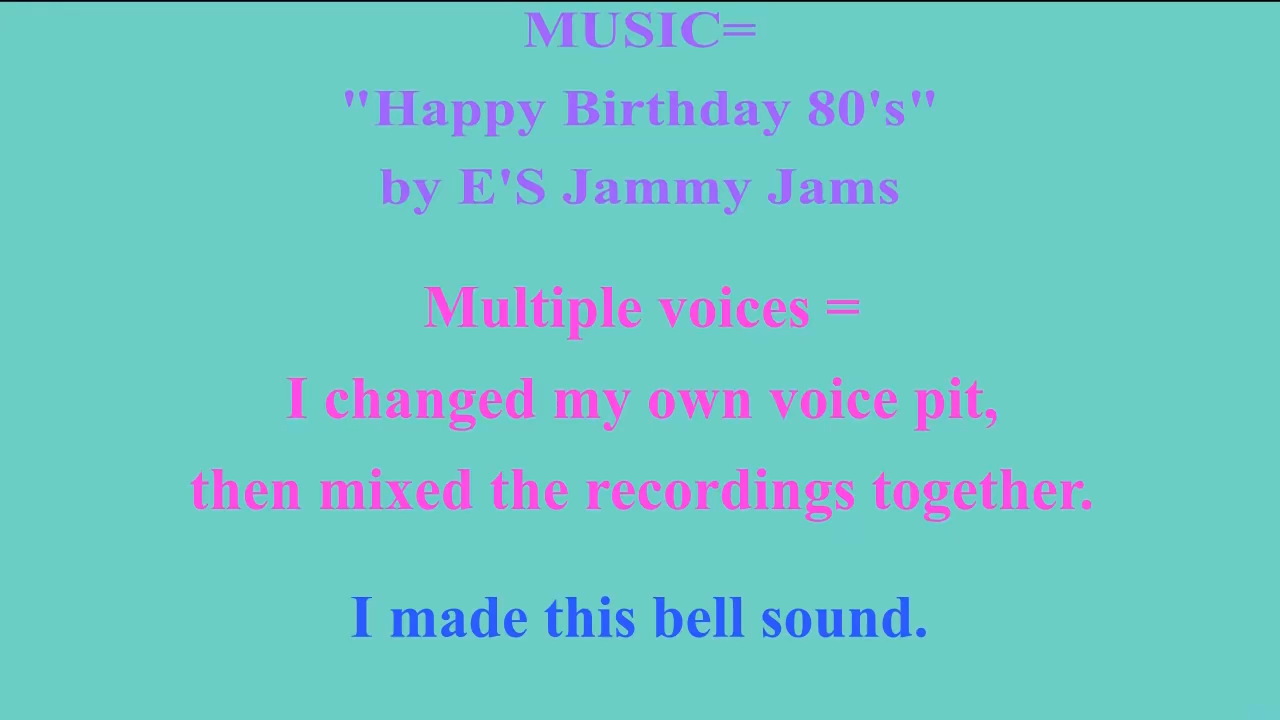 MUSIC=
"Happy Birthday 80's"
by E'S Jammy Jams
Multiple voices =
I changed my own voice pit,
then mixed the recordings together.
I made this bell sound.